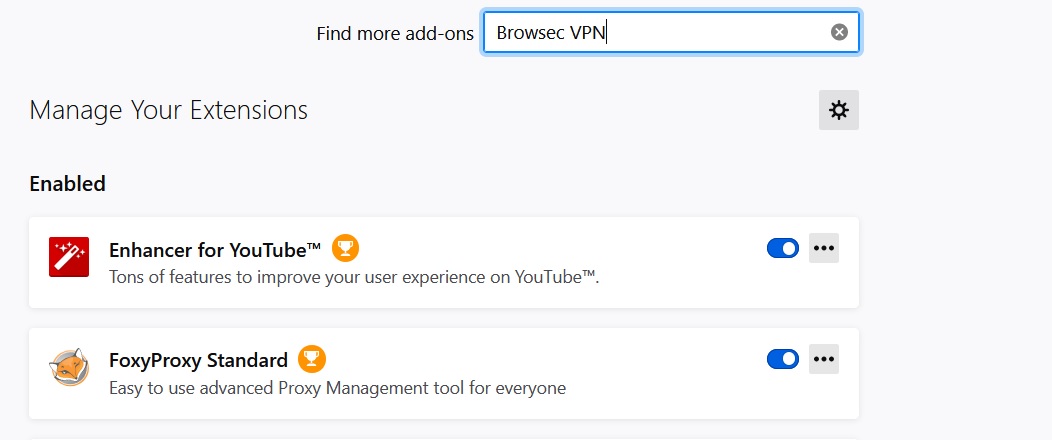 Find more add-ons Browsec VPN
Manage Your Extensions
Enabled
Enhancer for YouTube™
Tons of features to improve your user experience on YouTube™.
FoxyProxy Standard
Easy to use advanced Proxy Management tool for everyone